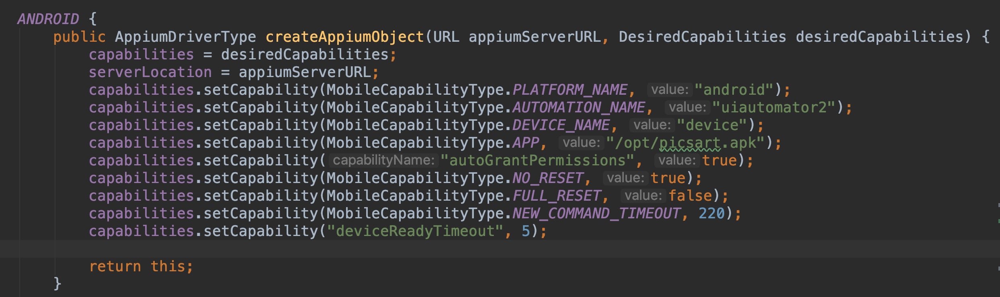 ANDROID {
public AppiumDriverType createAppiumObject(URL appiumServerURL, DesiredCapabilities desiredCapabilities) {
capabilities = desiredCapabilities;
serverLocation = appiumServerURL;
capabilities.setCapability(MobileCapabilityType.PLATFORM_NAME, value: "android");
capabilities.setCapability(MobileCapabilityType.AUTOMATION_NAME, value: "uiautomator2");
capabilities.setCapability(MobileCapabilityType.DEVICE_NAME, value: "device");
capabilities.setCapability(MobileCapabilityType.APP, value: "/opt/picsart.apk");
capabilities.setCapability( capabilityName: "autoGrantPermissions", value: true);
capabilities.setCapability(MobileCapabilityType.NO_RESET, value: true);
capabilities.setCapability(MobileCapabilityType.FULL_RESET, value: false);
capabilities.setCapability(MobileCapabilityType.NEW_COMMAND_TIMEOUT, 220);
capabilities.setCapability("deviceReadyTimeout", 5);
return this;
}